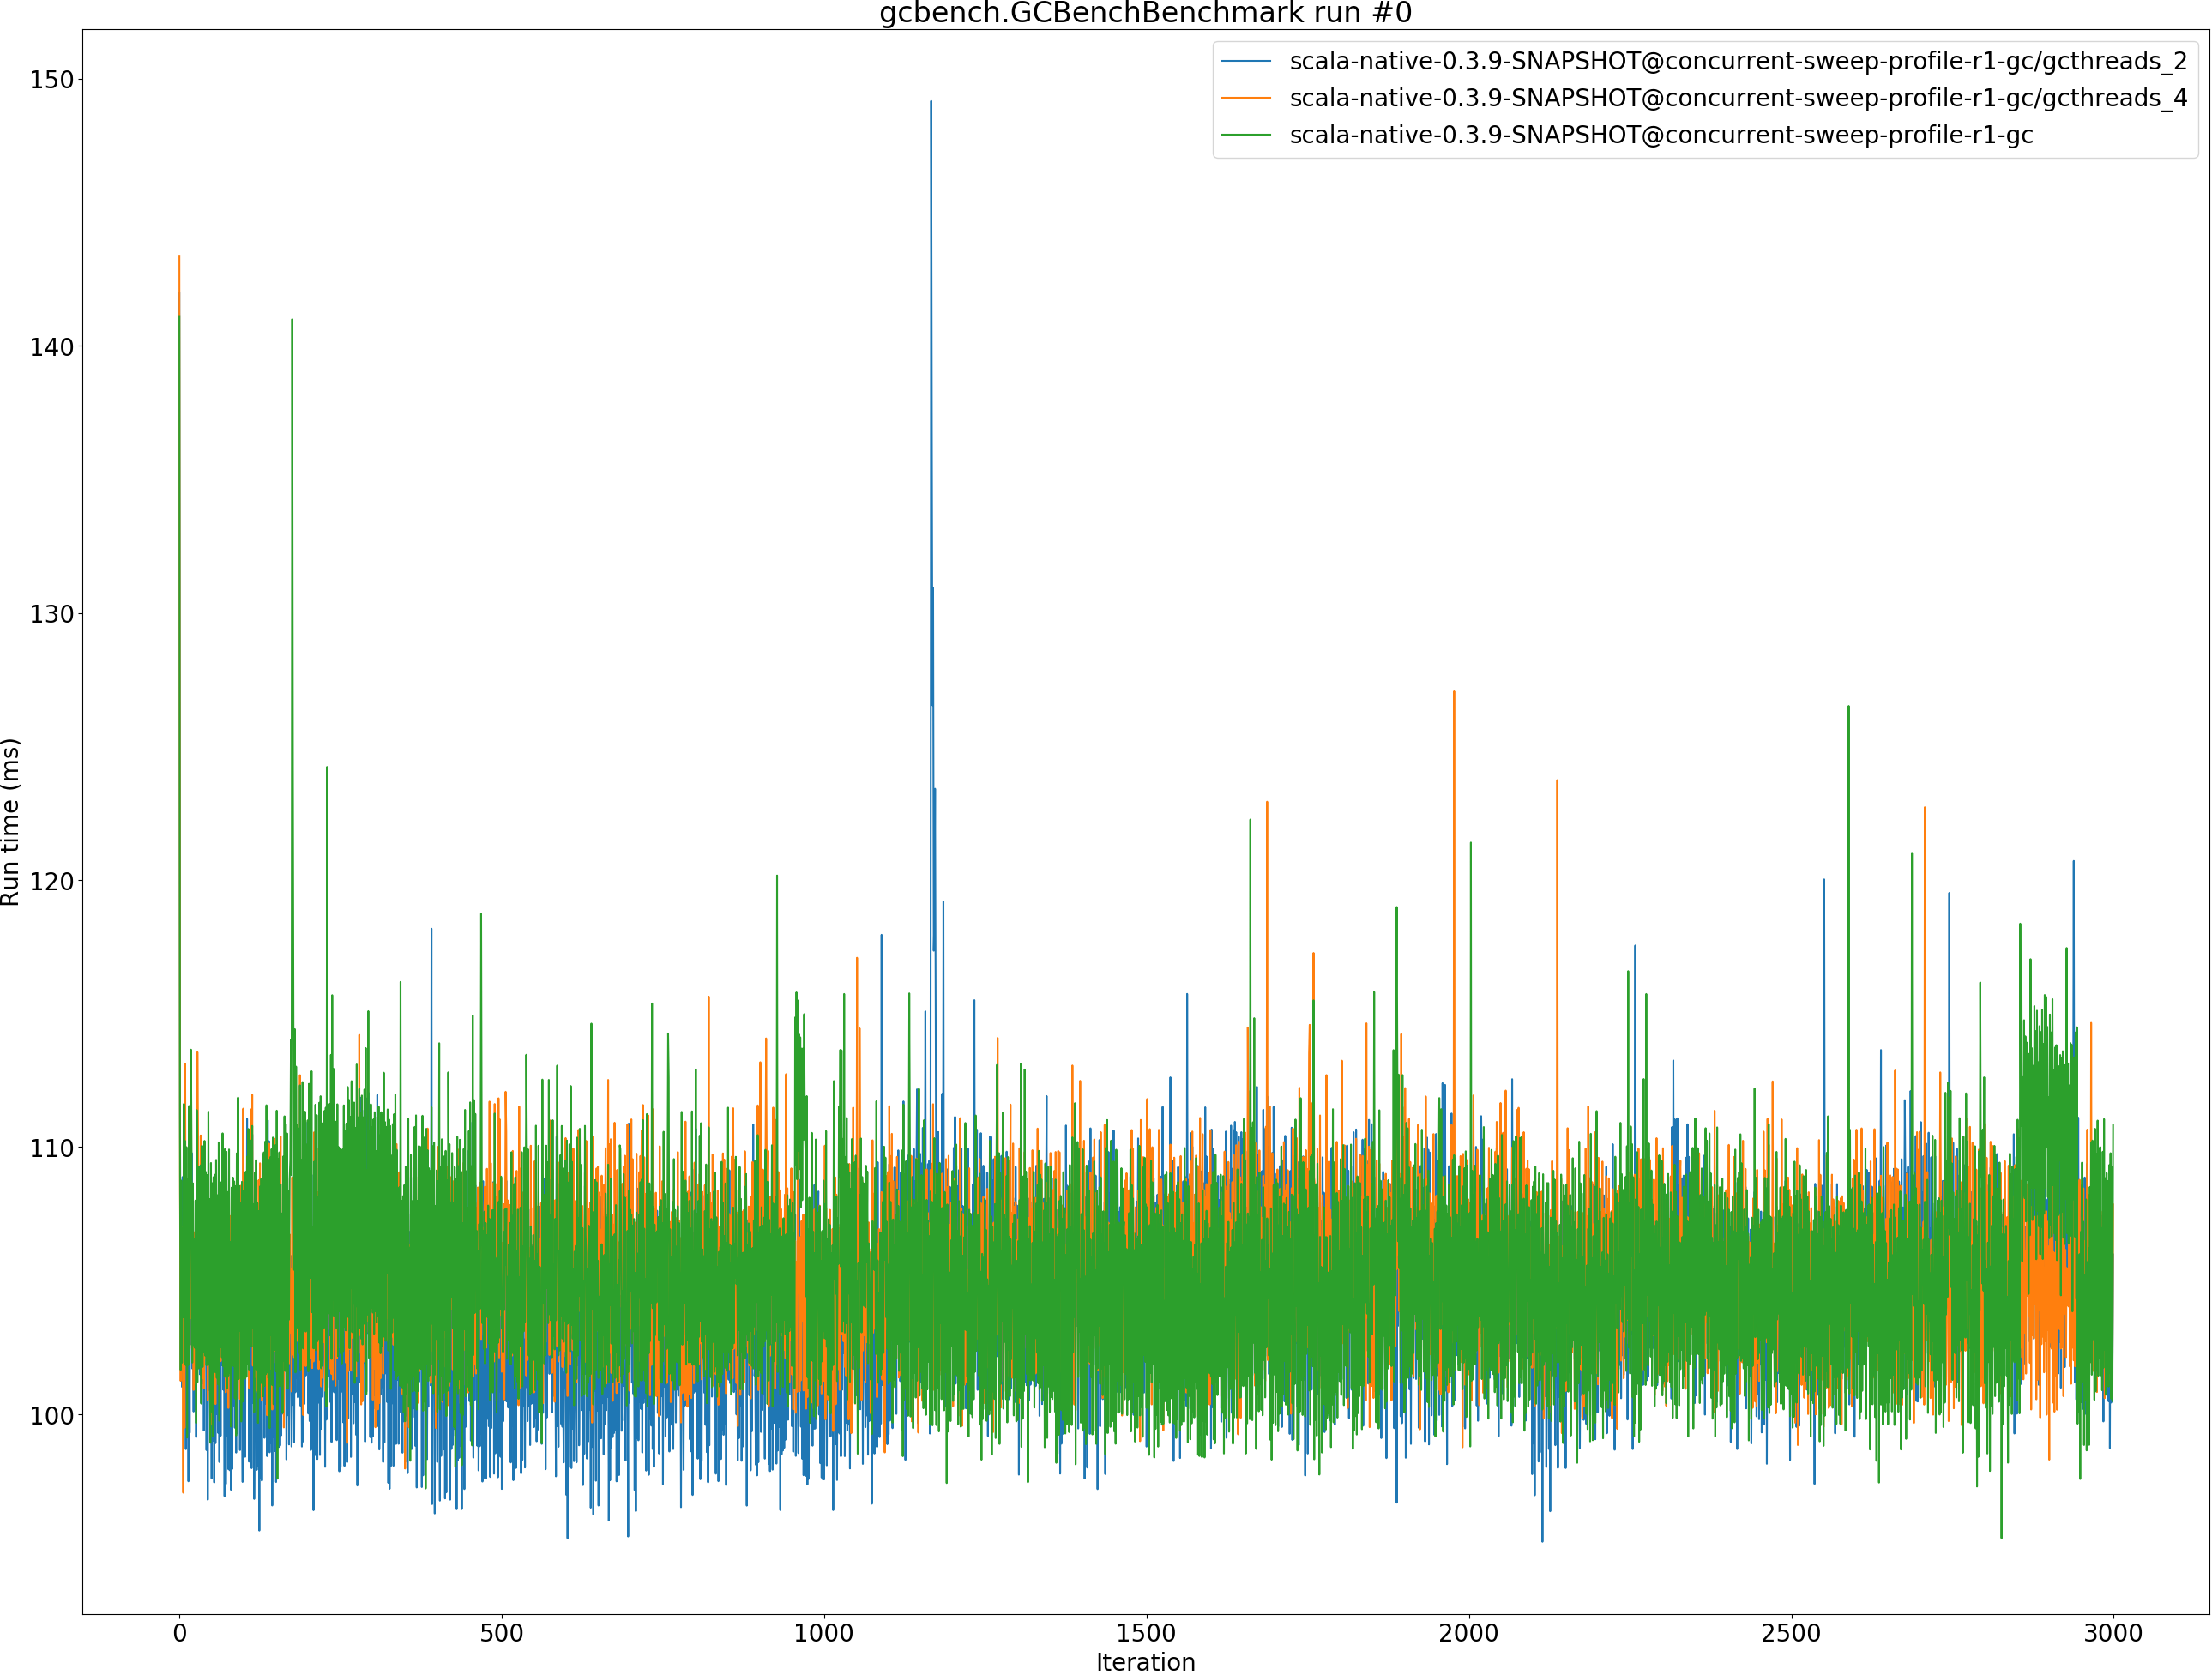 gcbench.GCBenchBenchmark run #0
scala-native-0.3.9-SNAPSHOT@concurrent-sweep-profile-r1-gc/gcthreads_2
scala-native-0.3.9-SNAPSHOT@concurrent-sweep-profile-r1-gc/gcthreads_4
scala-native-0.3.9-SNAPSHOT@concurrent-sweep-profile-r1-gc
150
140
130
120
110
100
Run time (ms)
0 500 1000 1500 2000 2500 3000
Iteration